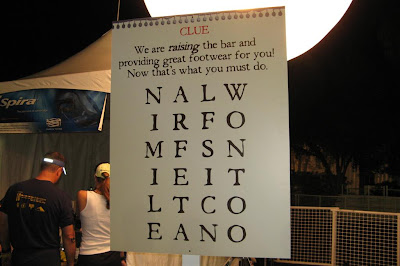 CLUE
We are raising the bar and
providing great footwear for you!
Now that's what you must do.
N A L W
I R F O
M F S N
I E I T
L T C O
E A N O
Spira